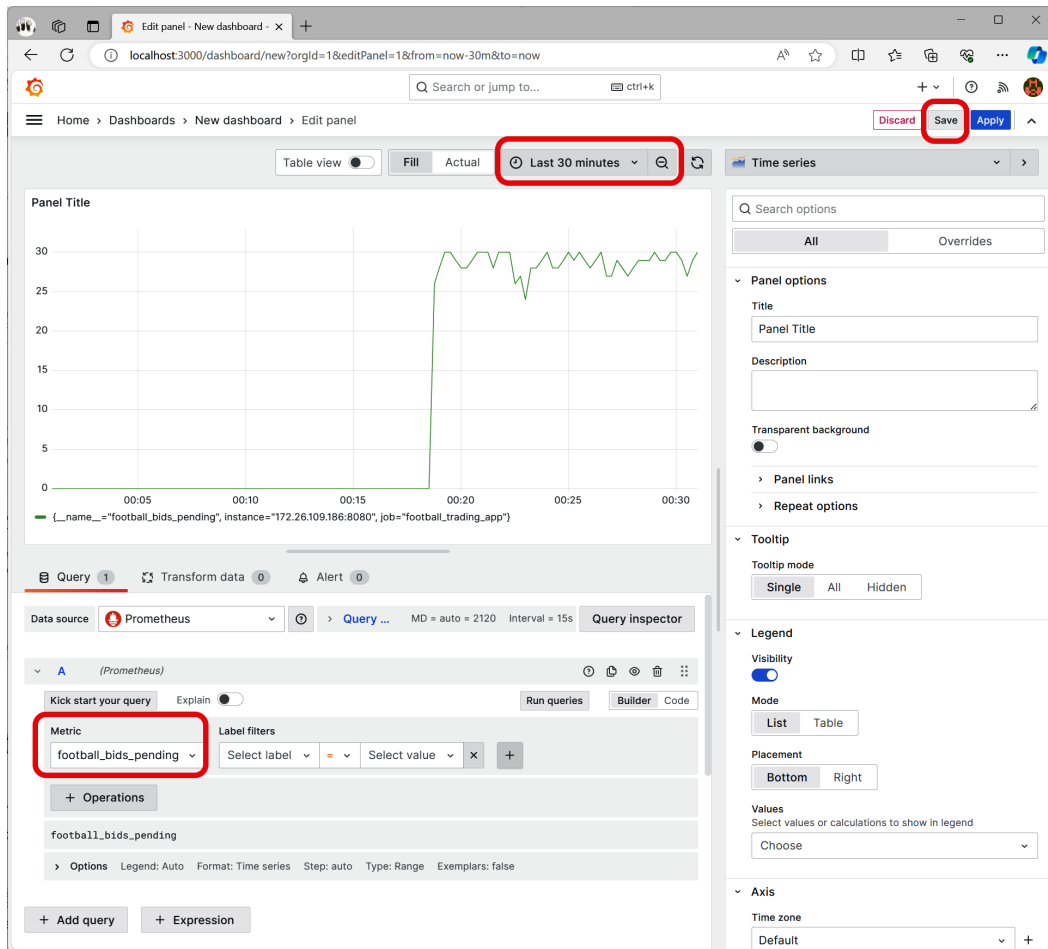 Edit panel - New dashboard -
localhost:3000/dashboard/new?orgId=1&editPanel=1&from=now-30m&to=now
Search or jump to... ctrl+k
Home › Dashboards › New dashboard › Edit panel
Discard Save Apply
Table view Fill Actual Last 30 minutes
Time series
Panel Title
30
25
20
15
10
5
0
00:05 00:10 00:15 00:20 00:25 00:30
{__name__="football_bids_pending", instance="172.26.109.186:8080", job="football_trading_app"}
Query 1 Transform data 0 Alert 0
Data source Prometheus Query ... MD = auto = 2120 Interval = 15s Query inspector
A (Prometheus)
Kick start your query Explain Run queries Builder Code
Metric Label filters
football_bids_pending Select label = Select value
+ Operations
football_bids_pending
Options Legend: Auto Format: Time series Step: auto Type: Range Exemplars: false
+ Add query + Expression
Search options
All Overrides
Panel options
Title
Panel Title
Description
Transparent background
Panel links
Repeat options
Tooltip
Tooltip mode
Single All Hidden
Legend
Visibility
Mode
List Table
Placement
Bottom Right
Values
Select values or calculations to show in legend
Choose
Axis
Time zone
Default